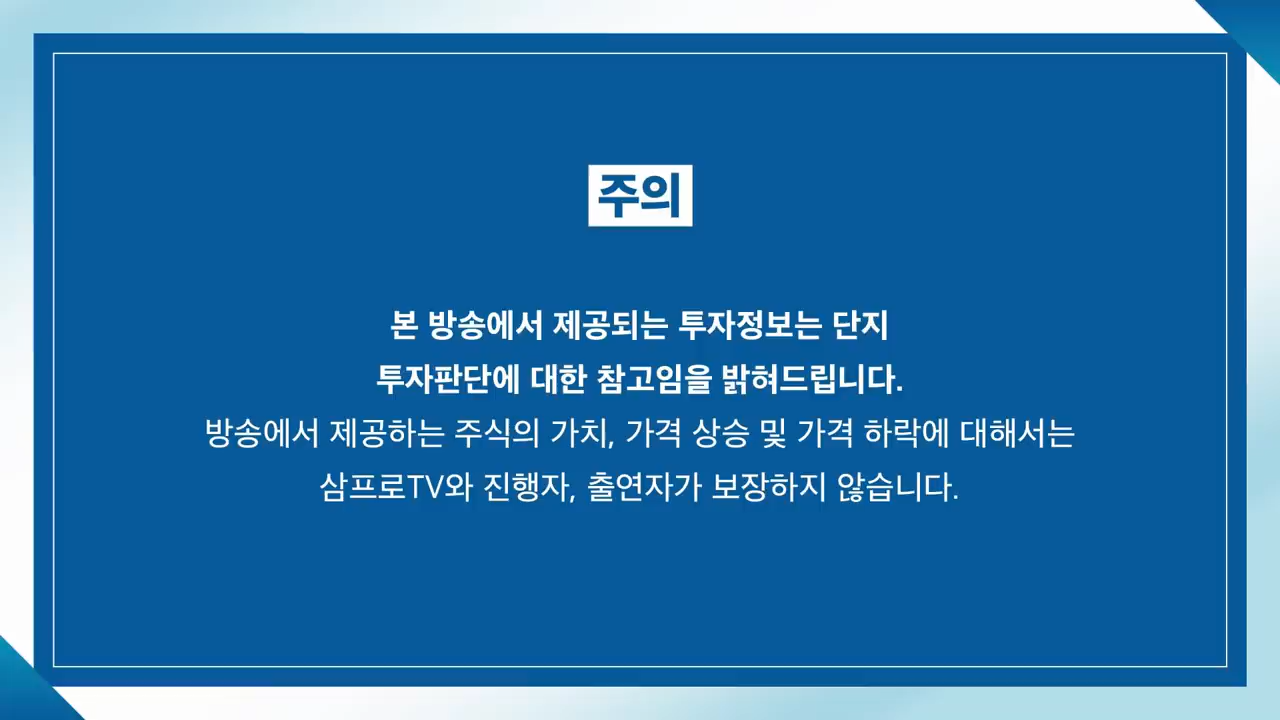 주의
본 방송에서 제공되는 투자정보는 단지
투자판단에 대한 참고임을 밝혀드립니다.
방송에서 제공하는 주식의 가치, 가격 상승 및 가격 하락에 대해서는
삼프로TV와 진행자, 출연자가 보장하지 않습니다.